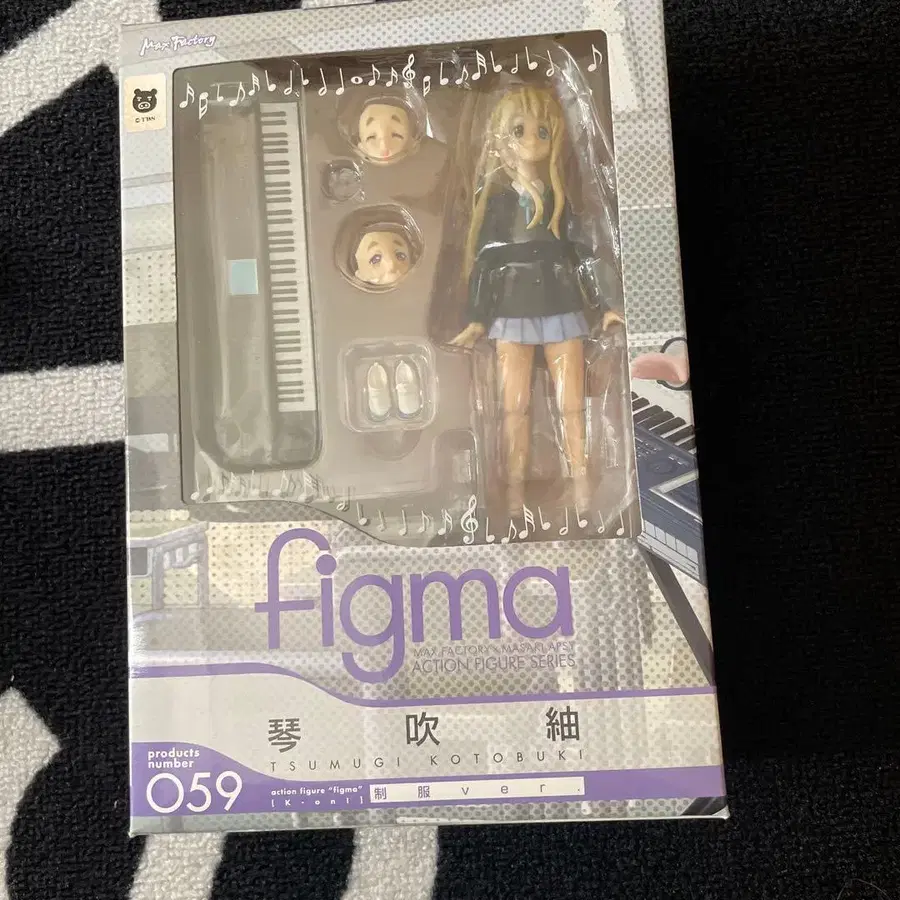 Max Factory
figma
MAX FACTORY × MASAKI APSY
ACTION FIGURE SERIES
琴吹紬
TSUMUGI KOTOBUKI
products
number
059
action figure "figma"
[K-on!]
制服ver.